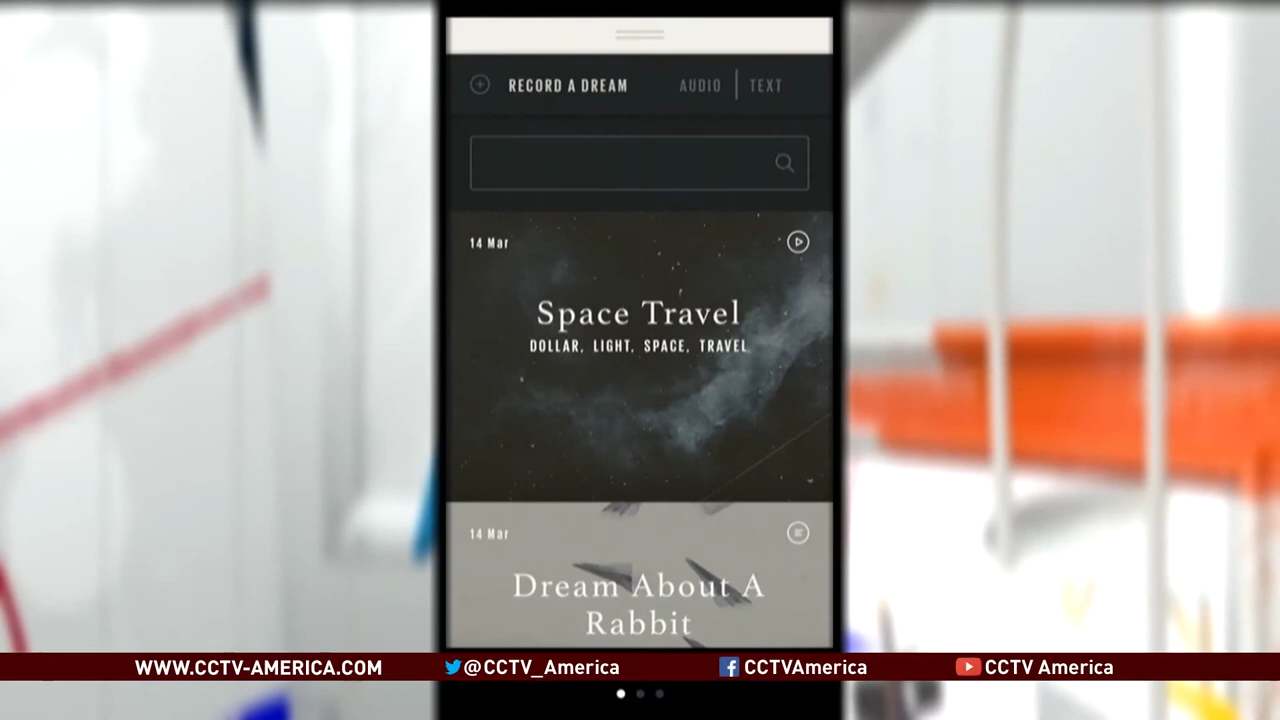 RECORD A DREAM AUDIO | TEXT
14 Mar
Space Travel
DOLLAR, LIGHT, SPACE, TRAVEL
14 Mar
Dream About A
Rabbit
WWW.CCTV-AMERICA.COM @CCTV_America CCTVAmerica CCTV America